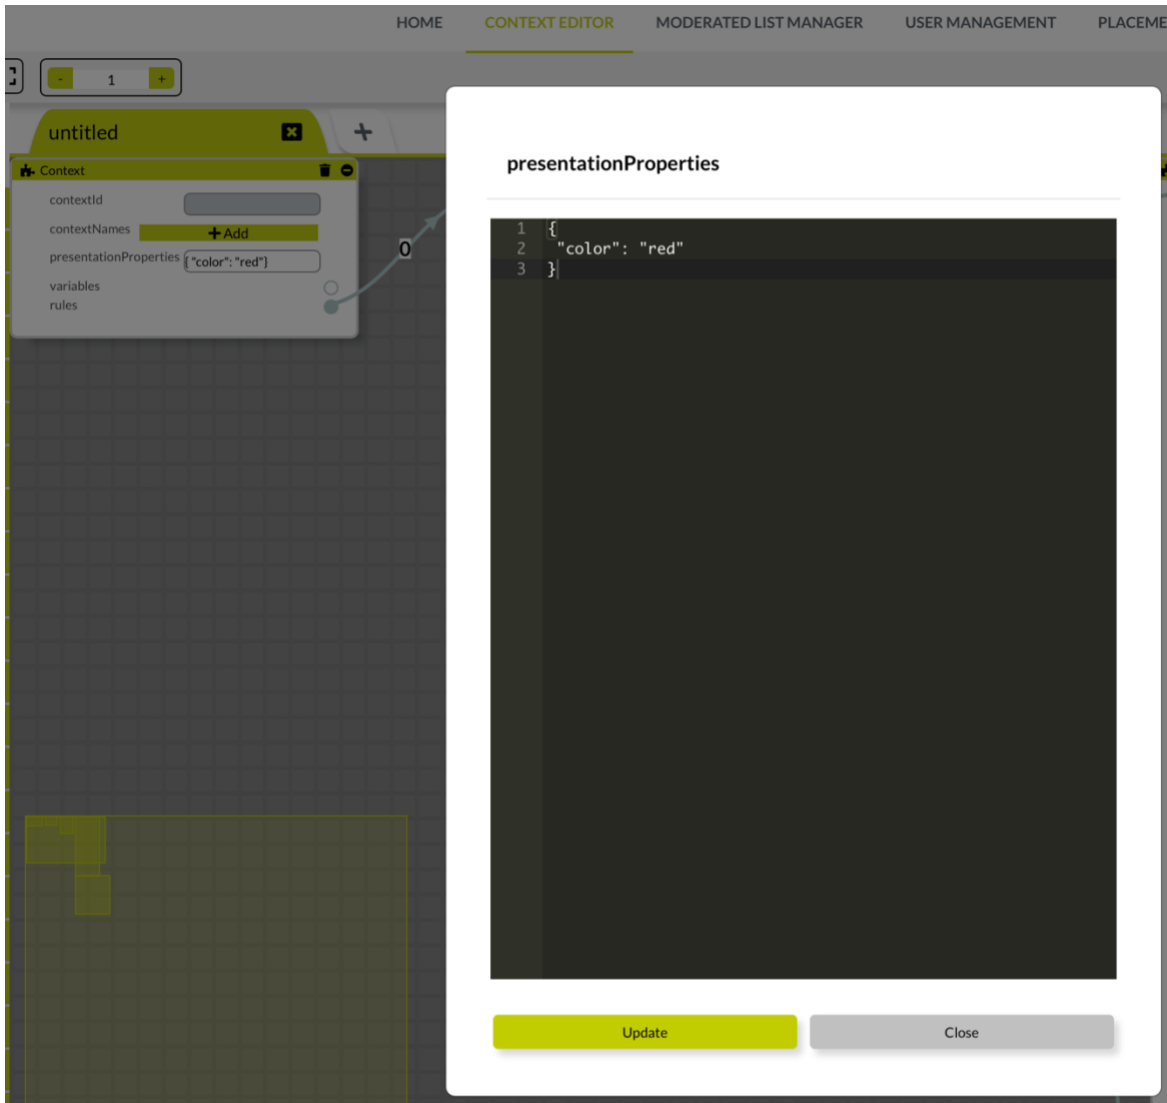 HOME CONTEXT EDITOR MODERATED LIST MANAGER USER MANAGEMENT PLACEME
- 1 +
untitled
Context
contextId
contextNames + Add
presentationProperties { "color": "red"}
variables
rules
0
presentationProperties
1 {
2 "color": "red"
3 }
Update Close